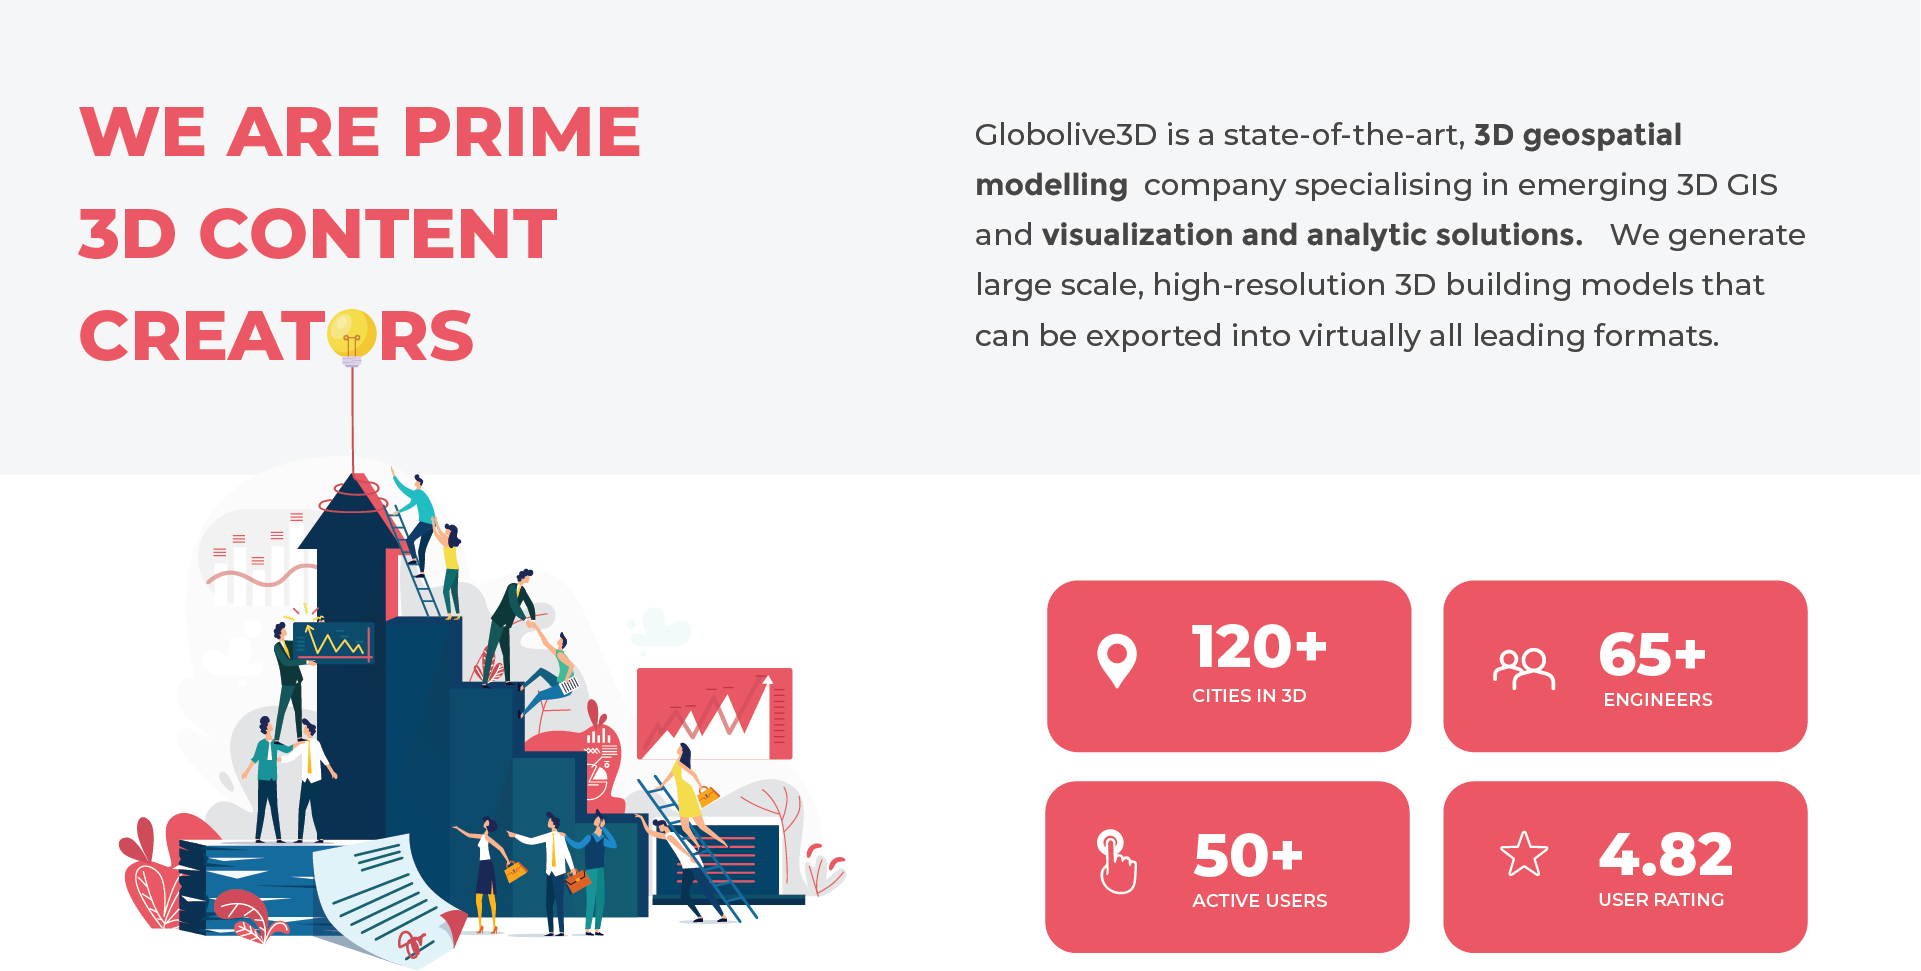 WE ARE PRIME
3D CONTENT
CREATORS
Globolive3D is a state-of-the-art, 3D geospatial
modelling company specialising in emerging 3D GIS
and visualization and analytic solutions. We generate
large scale, high-resolution 3D building models that
can be exported into virtually all leading formats.
120+
CITIES IN 3D
65+
ENGINEERS
50+
ACTIVE USERS
4.82
USER RATING